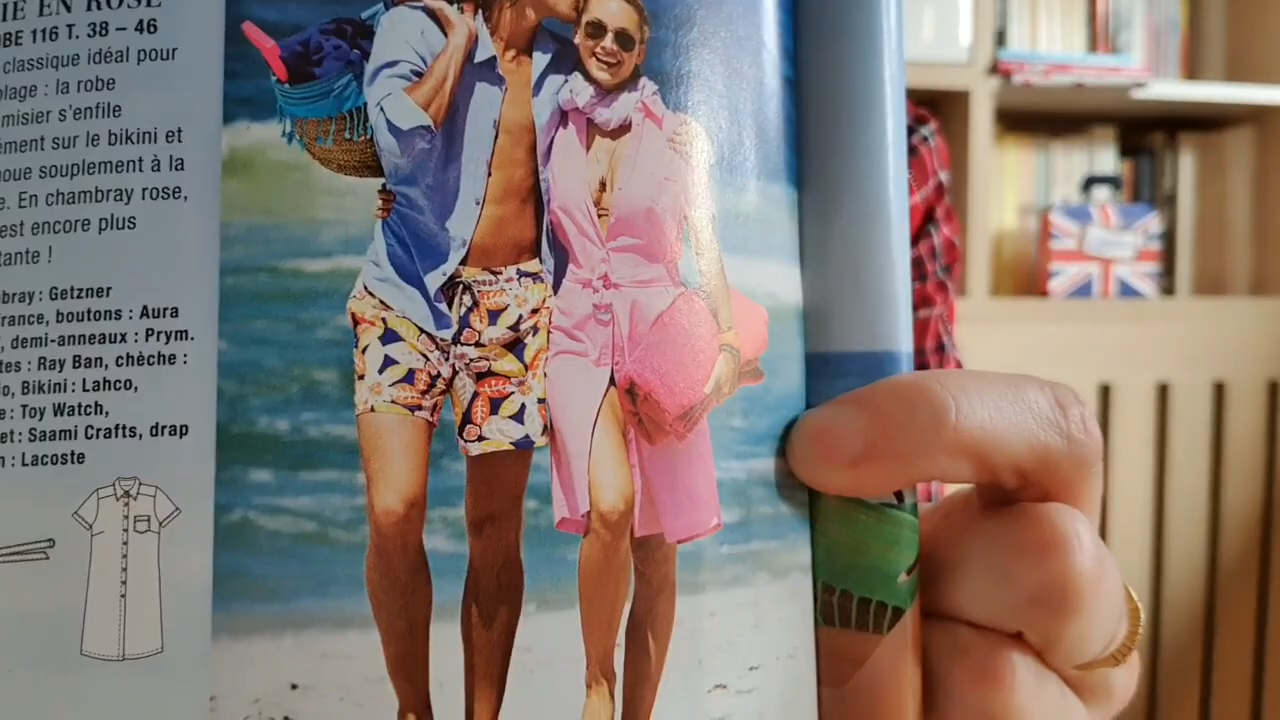 IE EN ROSE
BE 116 T. 38 – 46
classique idéal pour
plage : la robe
misier s'enfile
ément sur le bikini et
noue souplement à la
e. En chambray rose,
est encore plus
tante !
bray : Getzner
rance, boutons : Aura
, demi-anneaux : Prym.
tes : Ray Ban, chèche :
io, Bikini : Lahco,
e : Toy Watch,
et : Saami Crafts, drap
n : Lacoste